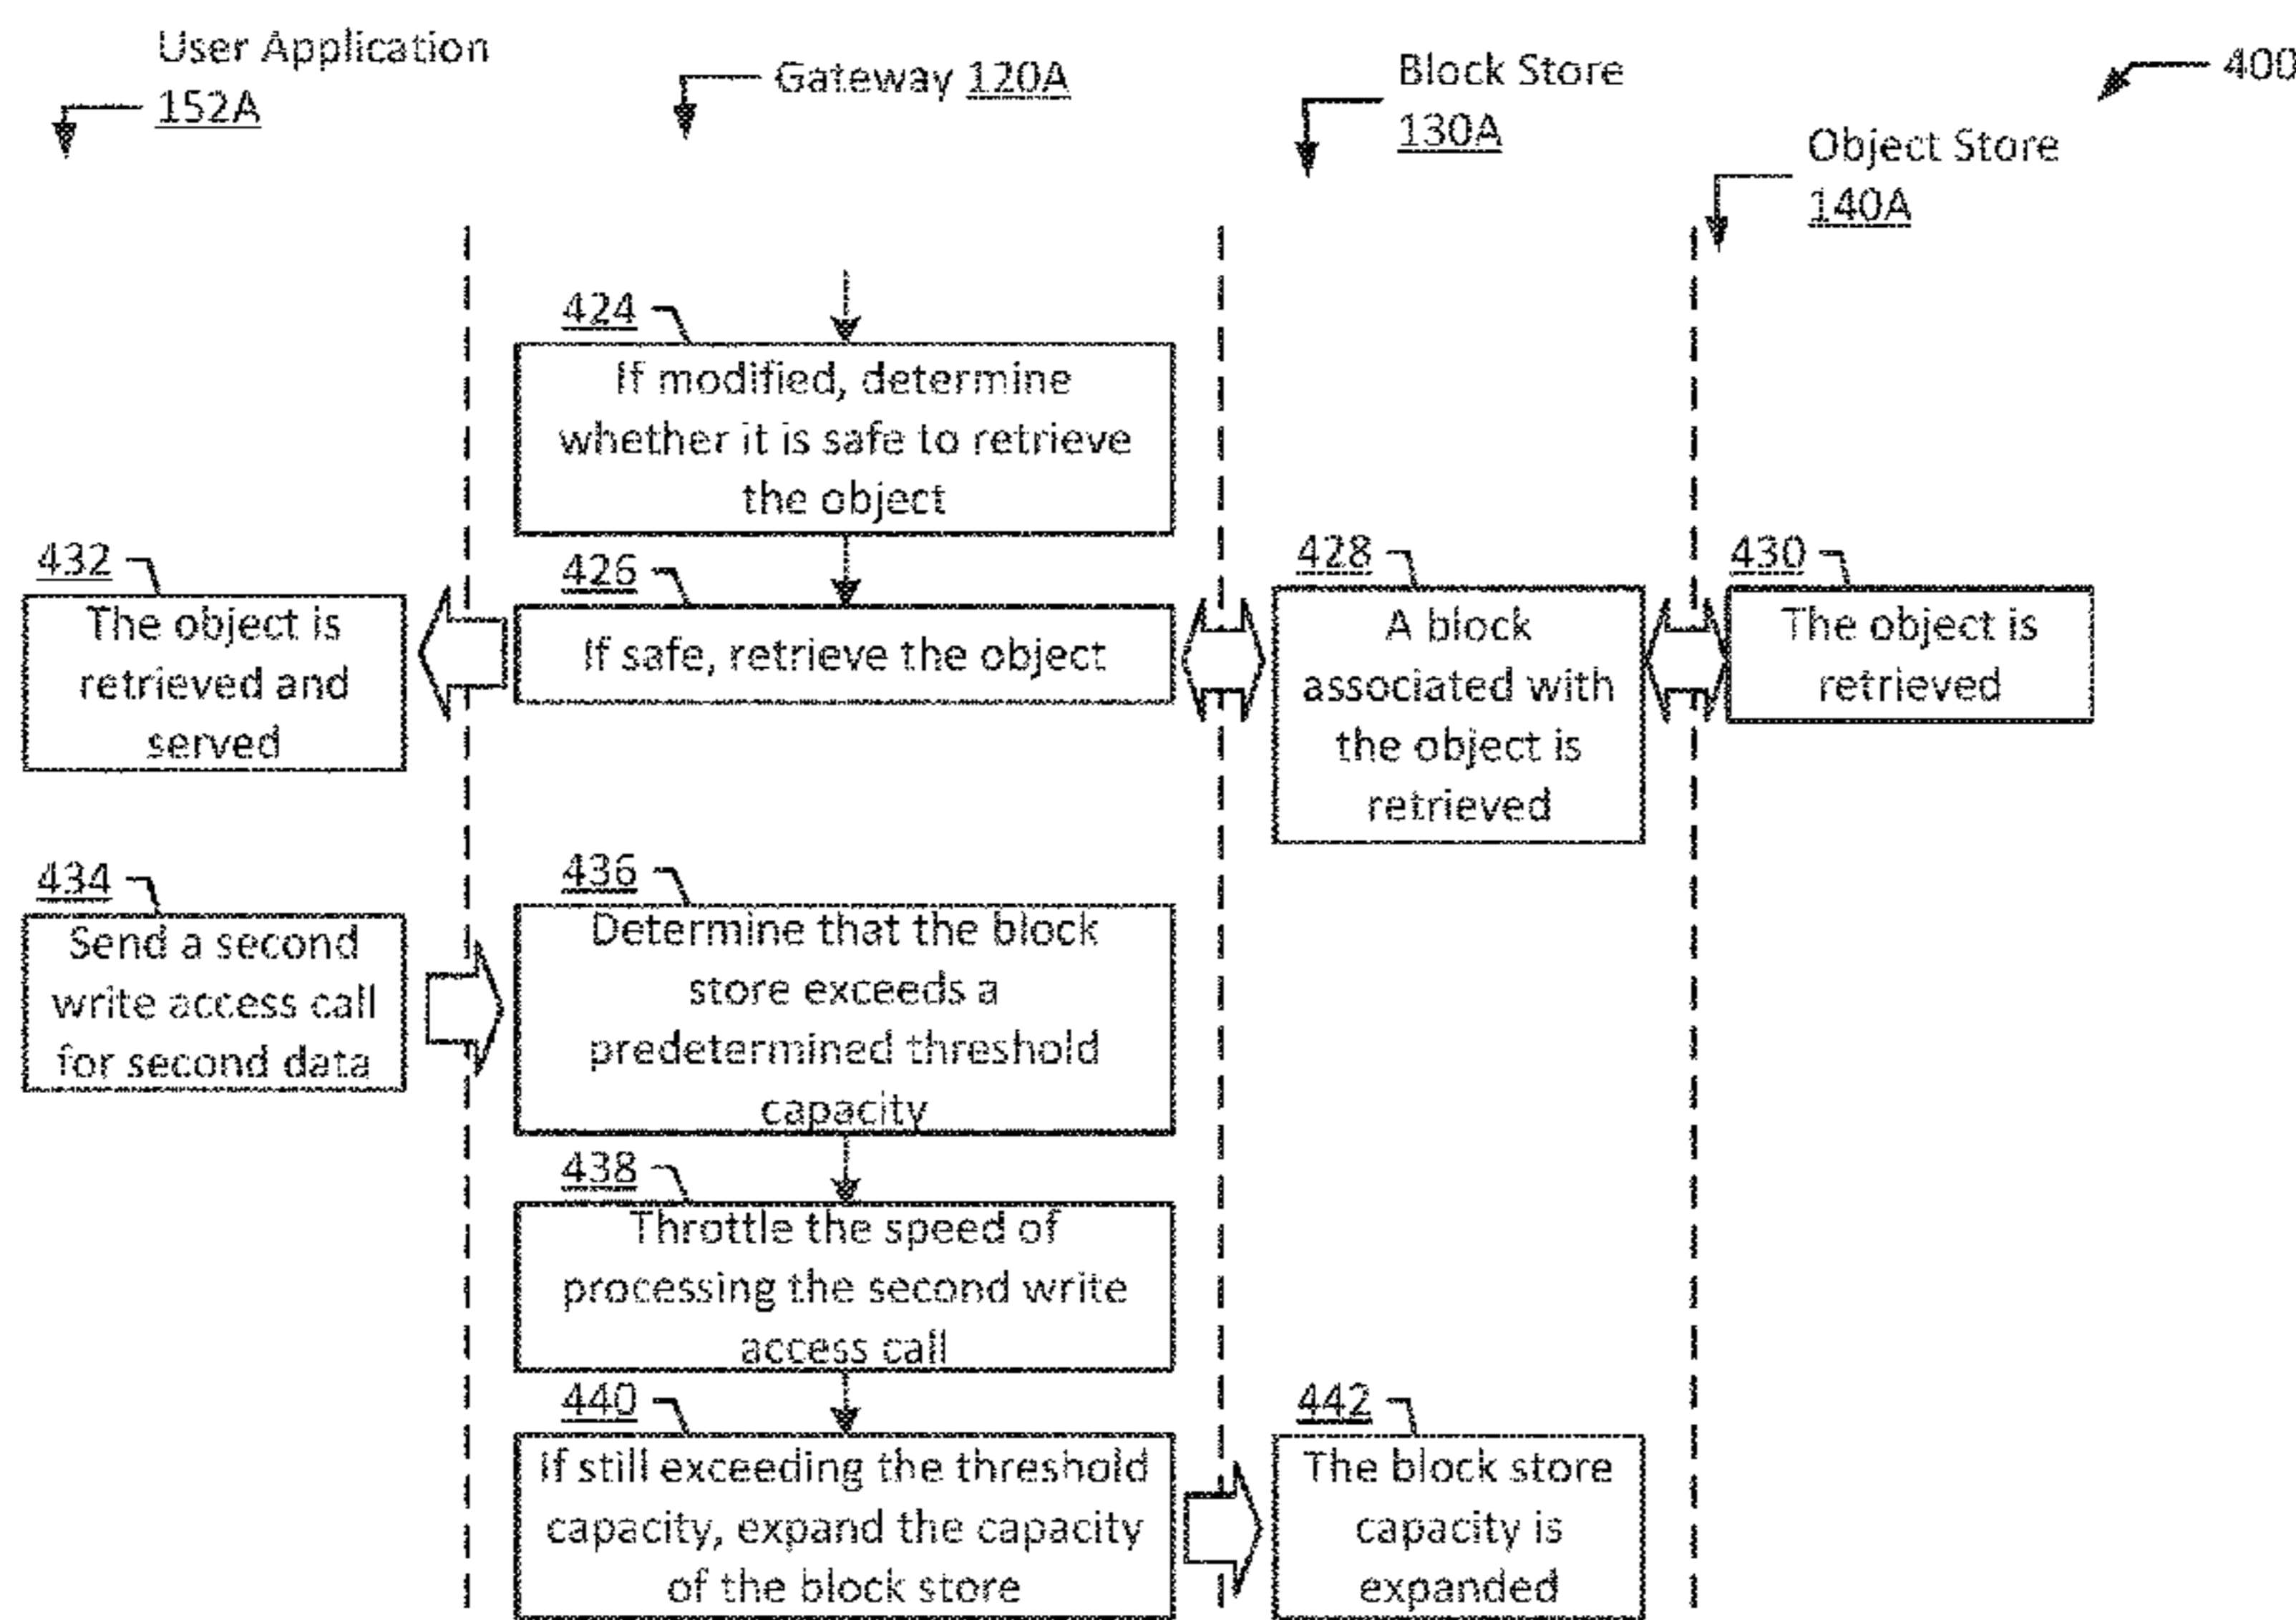 User Application
152A
Gateway 120A
Block Store
130A
400
Object Store
140A
424
If modified, determine
whether it is safe to retrieve
the object
432
The object is
retrieved and
served
426
If safe, retrieve the object
428
A block
associated with
the object is
retrieved
430
The object is
retrieved
434
Send a second
write access call
for second data
436
Determine that the block
store exceeds a
predetermined threshold
capacity
438
Throttle the speed of
processing the second write
access call
440
If still exceeding the threshold
capacity, expand the capacity
of the block store
442
The block store
capacity is
expanded